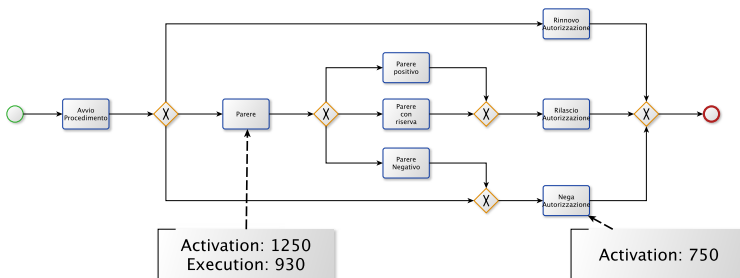 Rinnovo
Autorizzazione
Parere
positivo
Avvio
Procedimento
X
Parere
X
Parere
con
riserva
X
Rilascio
Autorizzazione
X
Parere
Negativo
X
Nega
Autorizzazione
Activation: 1250
Execution: 930
Activation: 750